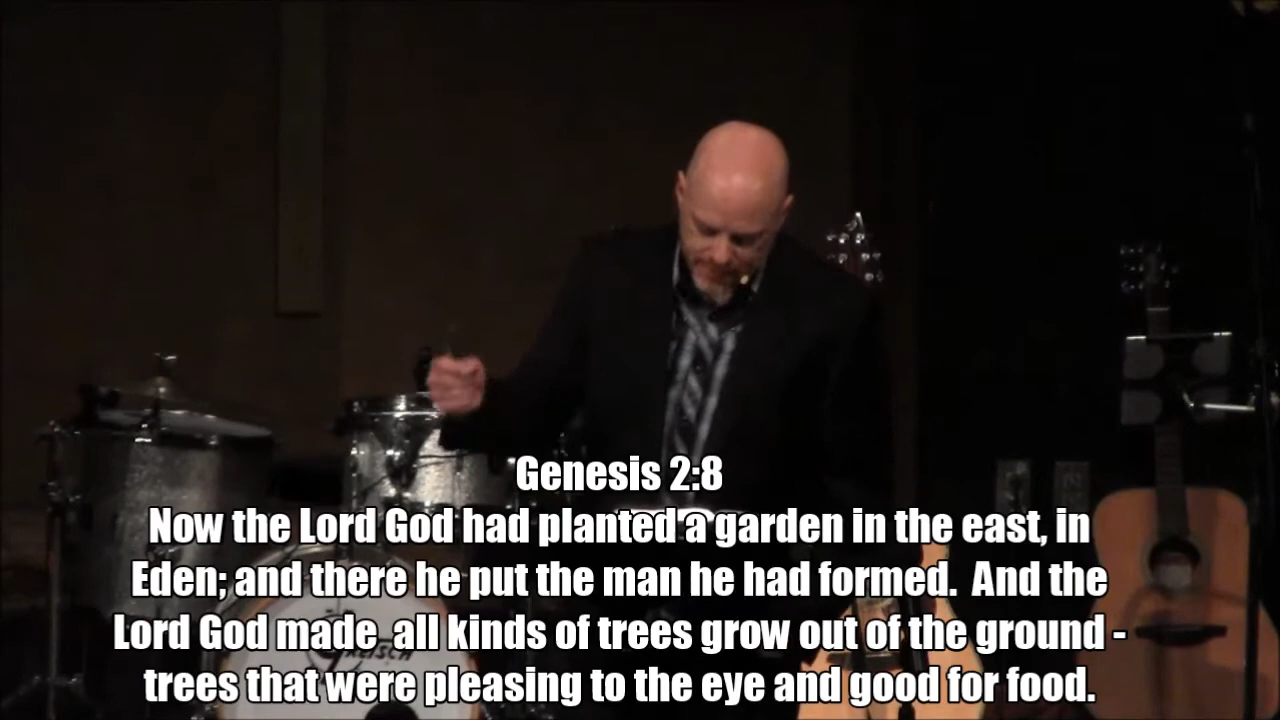 Genesis 2:8
Now the Lord God had planted a garden in the east, in
Eden; and there he put the man he had formed.  And the
Lord God made  all kinds of trees grow out of the ground -
trees that were pleasing to the eye and good for food.
GRETSCH